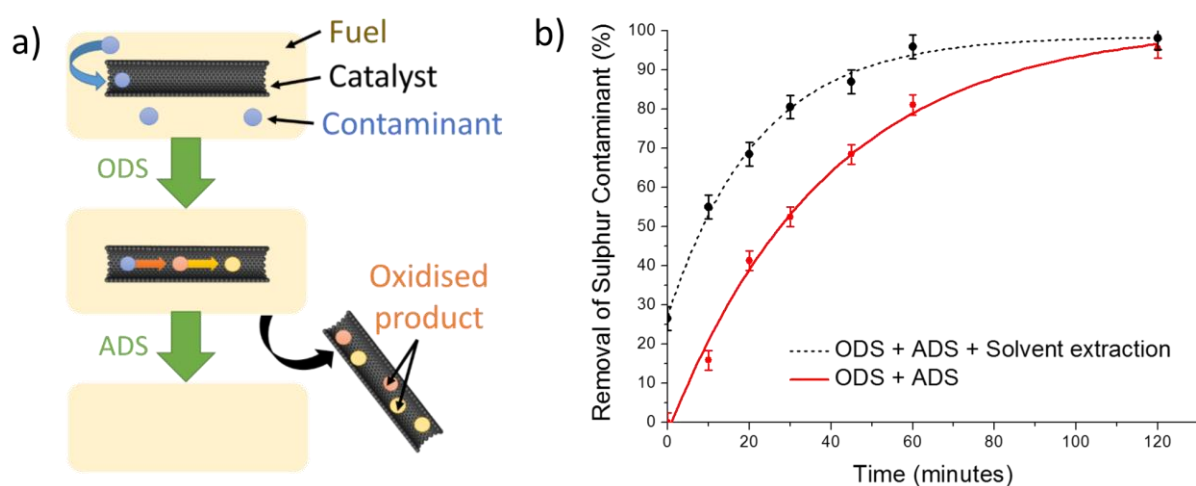 a)
Fuel
Catalyst
Contaminant
ODS
Oxidised
product
ADS
b)
Removal of Sulphur Contaminant (%)
100
90
80
70
60
50
40
30
20
10
0
ODS + ADS + Solvent extraction
ODS + ADS
0
20
40
60
80
100
120
Time (minutes)